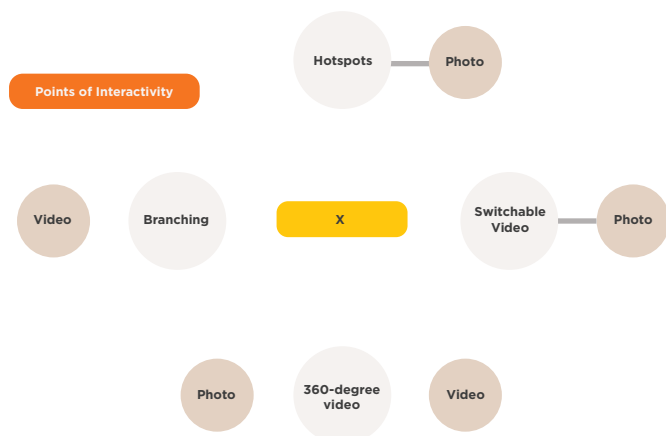 Hotspots
Photo
Points of Interactivity
Video
Branching
X
Switchable
Video
Photo
Photo
360-degree
video
Video